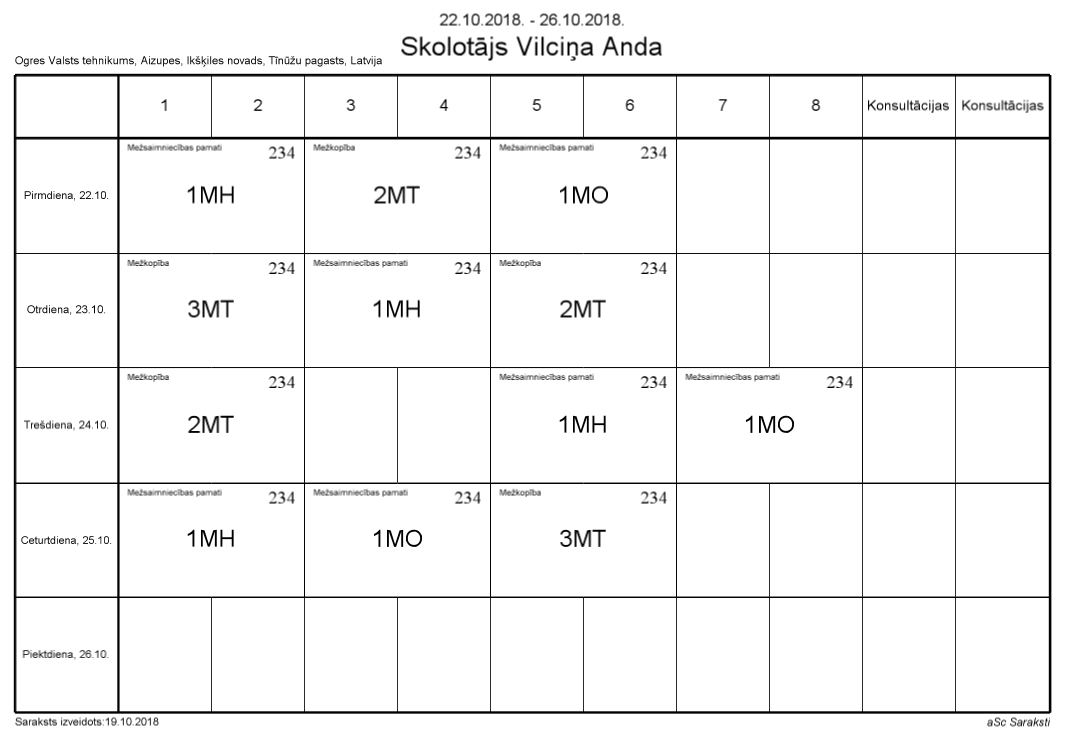 22.10.2018. - 26.10.2018.
Skolotājs Vilciņa Anda
Ogres Valsts tehnikums, Aizupes, Ikšķiles novads, Tīnūžu pagasts, Latvija
1 2 3 4 5 6 7 8 Konsultācijas Konsultācijas
Mežsaimniecības pamati 234 Mežkopība 234 Mežsaimniecības pamati 234
Pirmdiena, 22.10. 1MH 2MT 1MO
Mežkopība 234 Mežsaimniecības pamati 234 Mežkopība 234
Otrdiena, 23.10. 3MT 1MH 2MT
Mežkopība 234 Mežsaimniecības pamati 234 Mežsaimniecības pamati 234
Trešdiena, 24.10. 2MT 1MH 1MO
Mežsaimniecības pamati 234 Mežsaimniecības pamati 234 Mežkopība 234
Ceturtdiena, 25.10. 1MH 1MO 3MT
Piektdiena, 26.10.
Saraksts izveidots:19.10.2018 aSc Saraksti